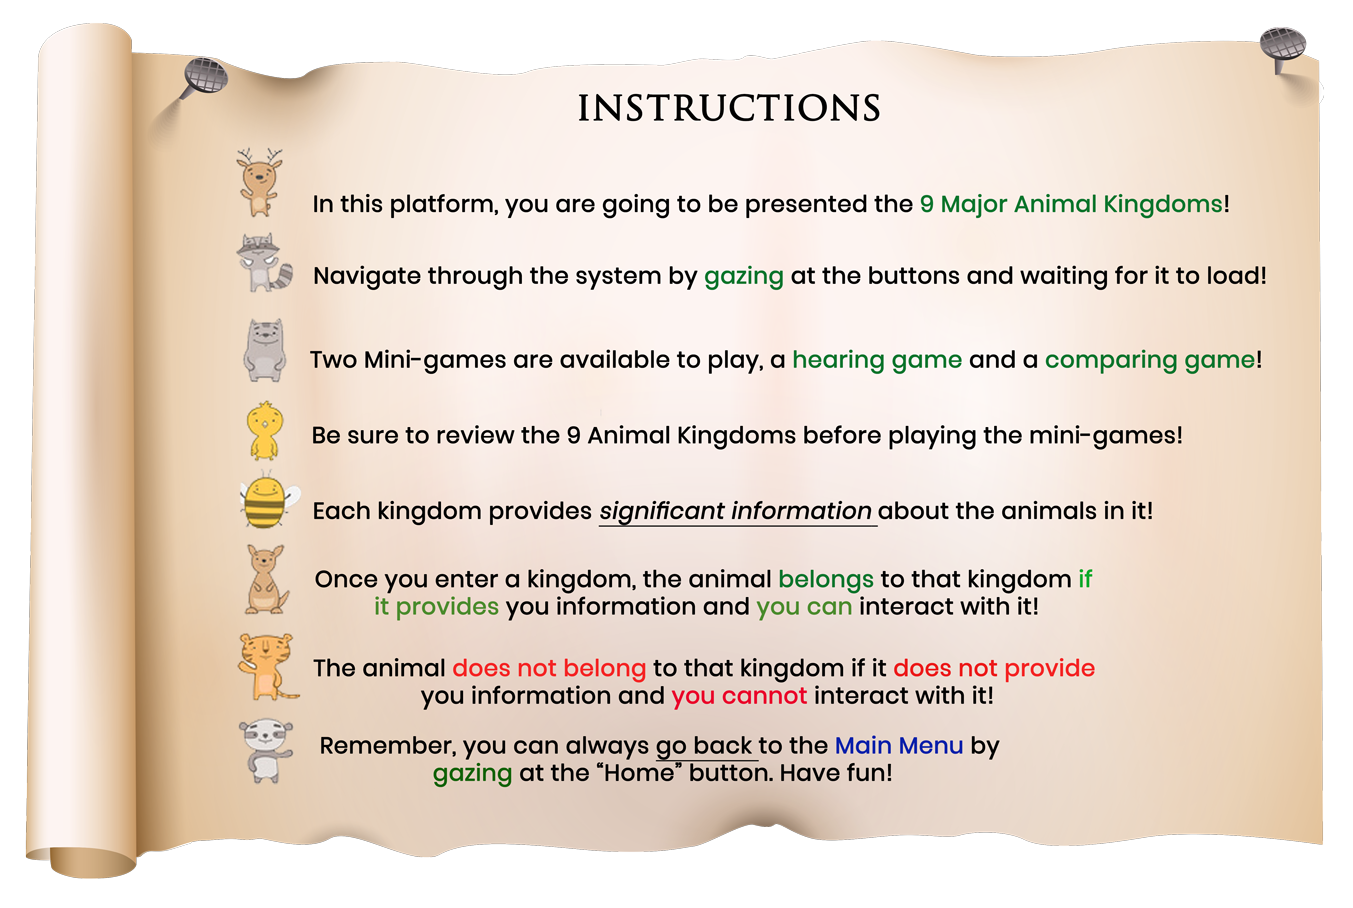 INSTRUCTIONS
In this platform, you are going to be presented the 9 Major Animal Kingdoms!
Navigate through the system by gazing at the buttons and waiting for it to load!
Two Mini-games are available to play, a hearing game and a comparing game!
Be sure to review the 9 Animal Kingdoms before playing the mini-games!
Each kingdom provides significant information about the animals in it!
Once you enter a kingdom, the animal belongs to that kingdom if
it provides you information and you can interact with it!
The animal does not belong to that kingdom if it does not provide
you information and you cannot interact with it!
Remember, you can always go back to the Main Menu by
gazing at the “Home” button. Have fun!